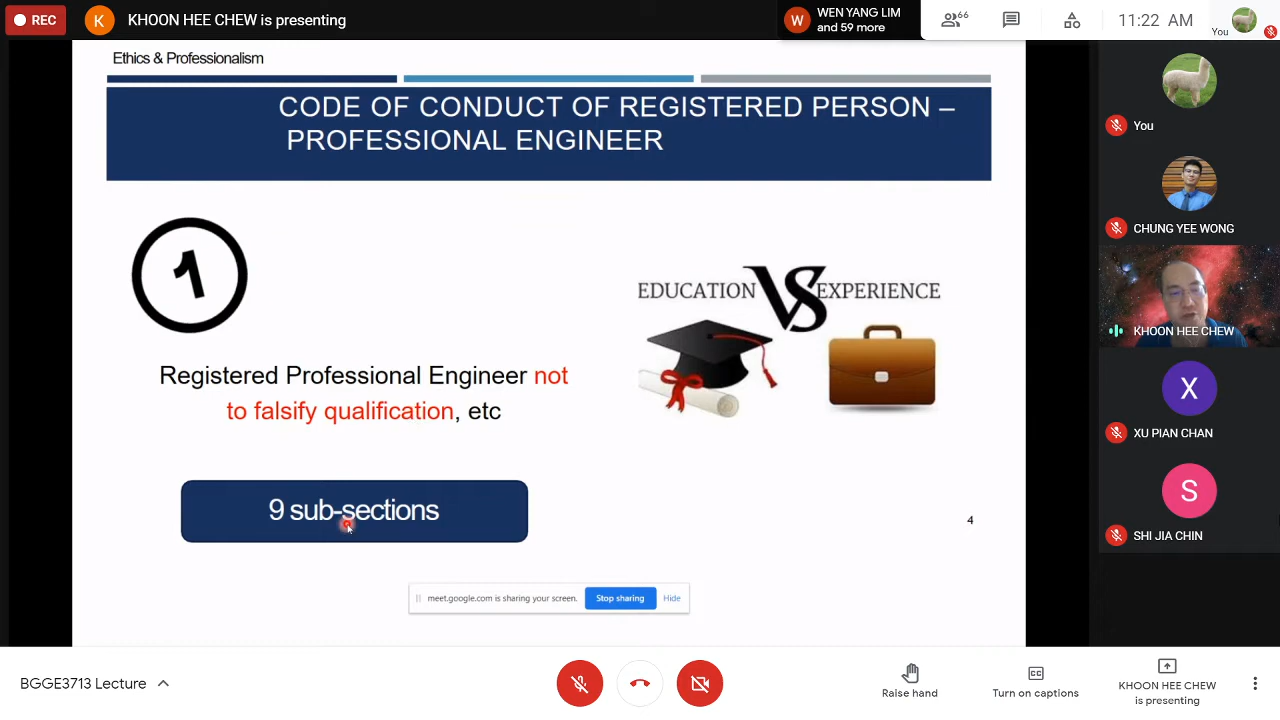 REC
K
KHOON HEE CHEW is presenting
W
WEN YANG LIM
and 59 more
66
11:22 AM
You
Ethics & Professionalism
CODE OF CONDUCT OF REGISTERED PERSON –
PROFESSIONAL ENGINEER
1
EDUCATION VS EXPERIENCE
Registered Professional Engineer not
to falsify qualification, etc
9 sub-sections
4
meet.google.com is sharing your screen.
Stop sharing
Hide
You
CHUNG YEE WONG
KHOON HEE CHEW
X
XU PIAN CHAN
S
SHI JIA CHIN
BGGE3713 Lecture
Raise hand
CC
Turn on captions
KHOON HEE CHEW
is presenting